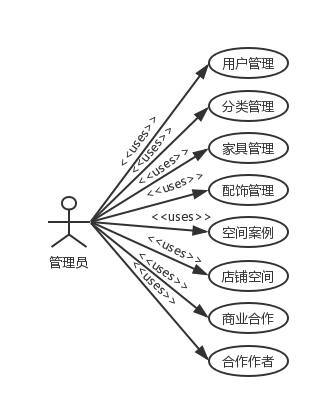 用户管理
<<uses>>
分类管理
<<uses>>
家具管理
<<uses>>
配饰管理
<<uses>>
空间案例
<<uses>>
店铺空间
<<uses>>
商业合作
<<uses>>
合作作者
<<uses>>
管理员